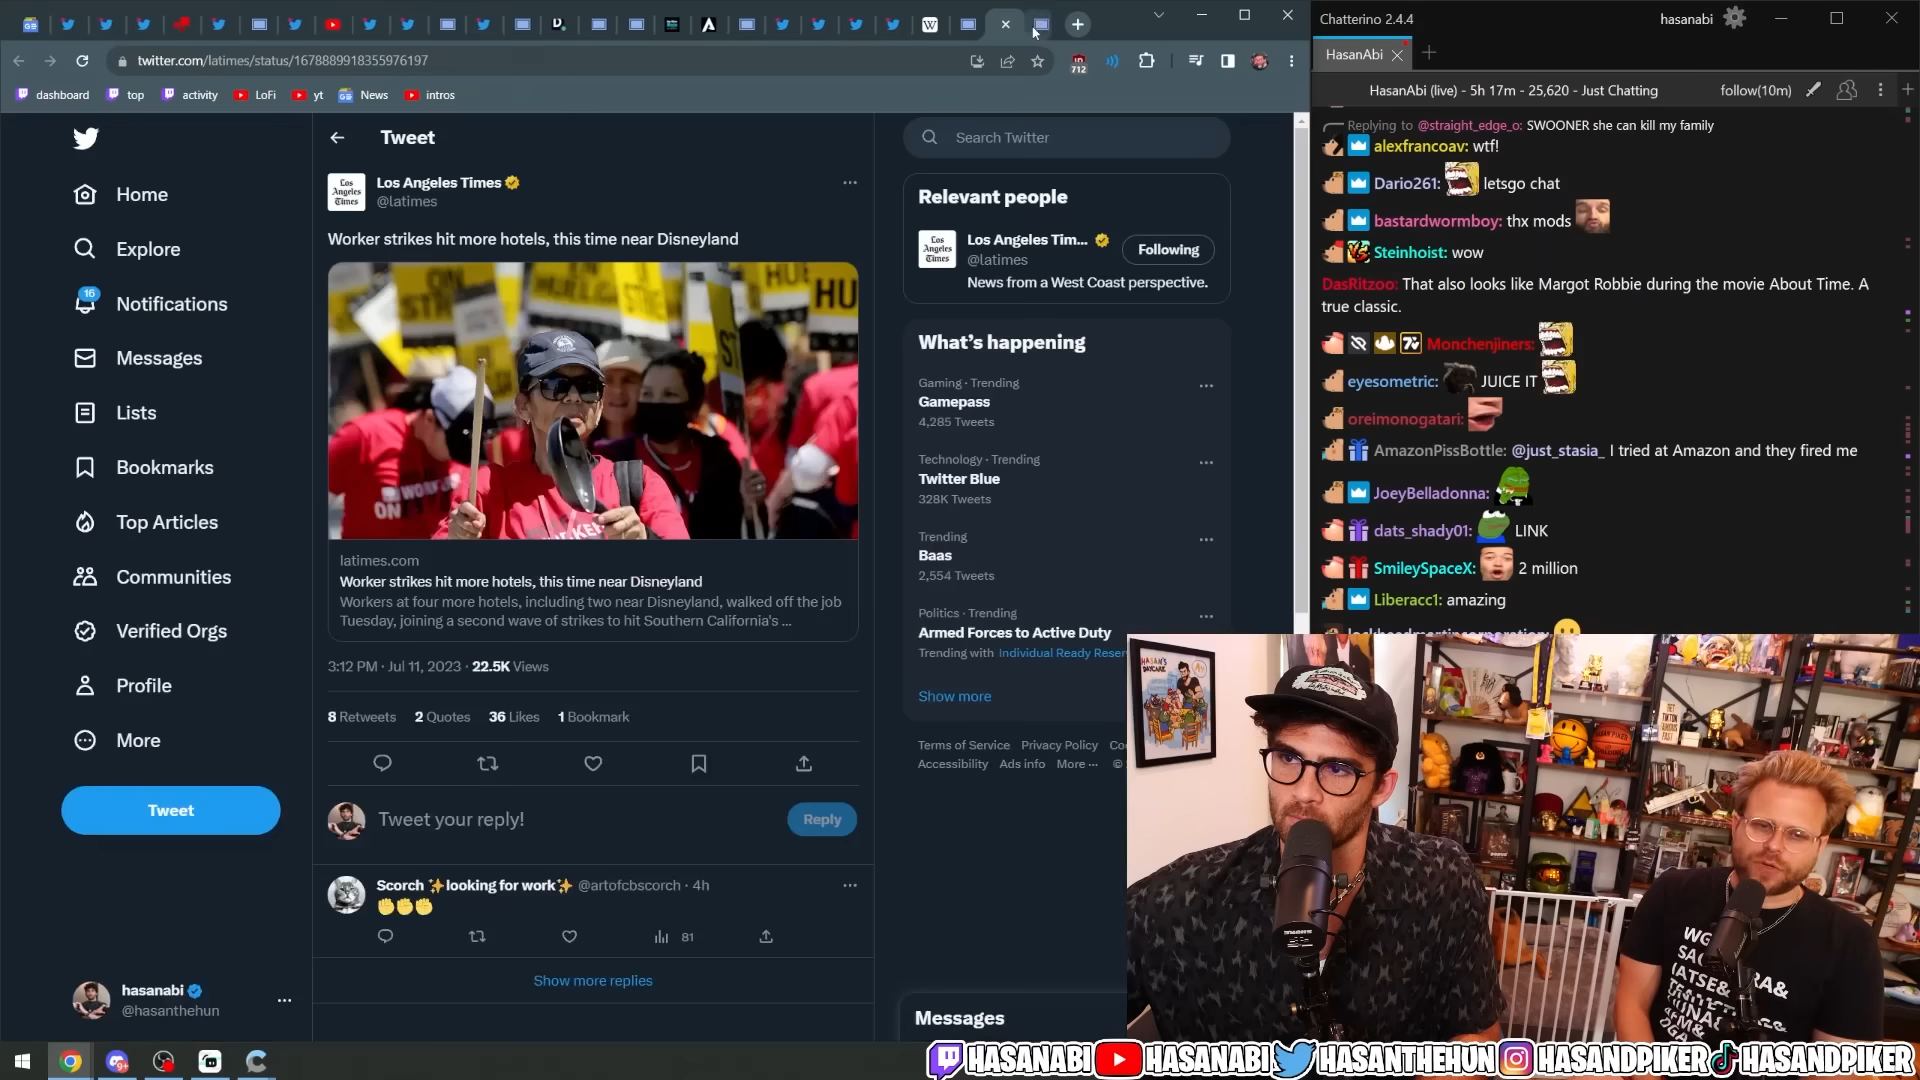 twitter.com/latimes/status/1678889918355976197
712
dashboard
top
activity
LoFi
yt
News
intros
Tweet
Search Twitter
Home
Explore
16
Notifications
Messages
Lists
Bookmarks
Top Articles
Communities
Verified Orgs
Profile
More
Tweet
hasanabi
@hasanthehun
Los Angeles Times
@latimes
Worker strikes hit more hotels, this time near Disneyland
latimes.com
Worker strikes hit more hotels, this time near Disneyland
Workers at four more hotels, including two near Disneyland, walked off the job
Tuesday, joining a second wave of strikes to hit Southern California's ...
3:12 PM · Jul 11, 2023 · 22.5K Views
8 Retweets 2 Quotes 36 Likes 1 Bookmark
Tweet your reply!
Reply
Scorch ✨looking for work✨ @artofcbscorch · 4h
✊✊✊
81
Show more replies
Relevant people
Los Angeles Tim...
@latimes
Following
News from a West Coast perspective.
What's happening
Gaming · Trending
Gamepass
4,285 Tweets
Technology · Trending
Twitter Blue
328K Tweets
Trending
Baas
2,554 Tweets
Politics · Trending
Armed Forces to Active Duty
Trending with Individual Ready Reser
Show more
Terms of Service Privacy Policy Coo
Accessibility Ads info More ··· ©
Messages
Chatterino 2.4.4
hasanabi
HasanAbi
HasanAbi (live) - 5h 17m - 25,620 - Just Chatting
follow(10m)
Replying to @straight_edge_o: SWOONER she can kill my family
alexfrancoav: wtf!
Dario261: letsgo chat
bastardwormboy: thx mods
Steinhoist: wow
DasRitzoo: That also looks like Margot Robbie during the movie About Time. A
true classic.
Monchenjiners:
eyesometric: JUICE IT
oreimonogatari:
AmazonPissBottle: @just_stasia_ I tried at Amazon and they fired me
JoeyBelladonna:
dats_shady01: LINK
SmileySpaceX: 2 million
Liberacc1: amazing
HASANABI HASANABI HASANTHEHUN HASANDPIKER HASANDPIKER